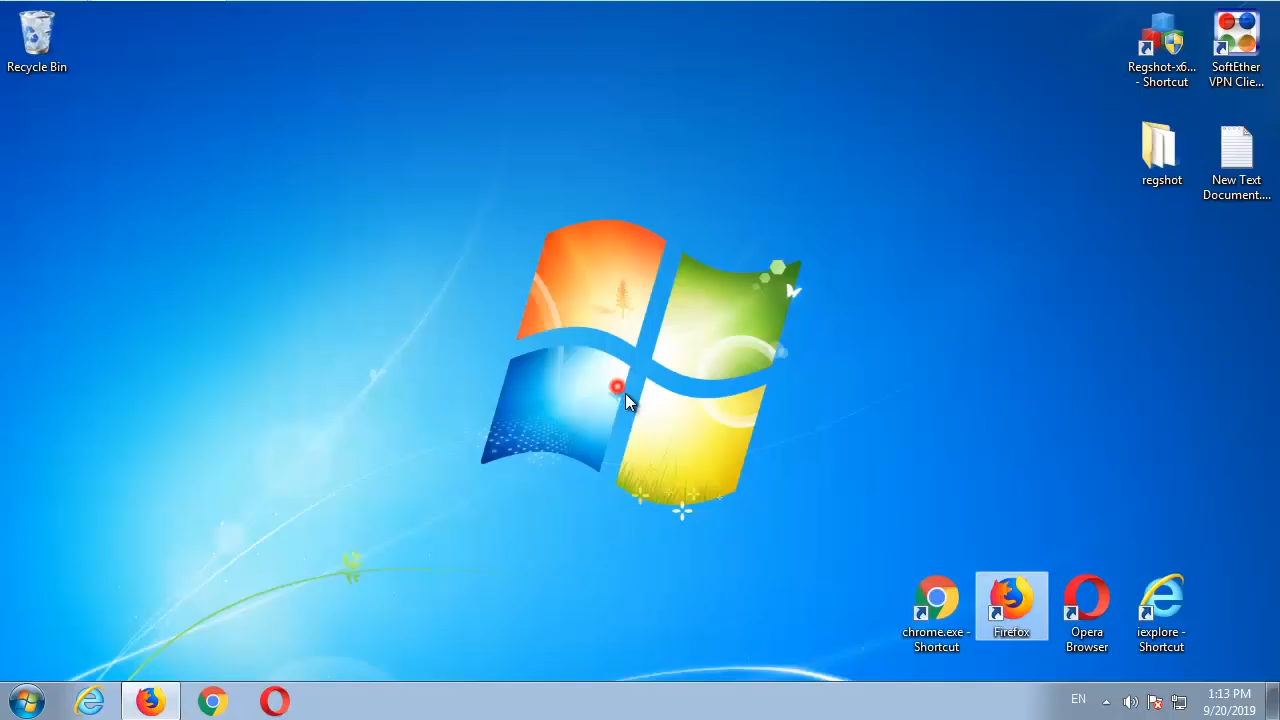 Recycle Bin
Regshot-x6...
- Shortcut
SoftEther
VPN Clie...
regshot
New Text
Document....
chrome.exe -
Shortcut
Firefox
Opera
Browser
iexplore -
Shortcut
EN
1:13 PM
9/20/2019